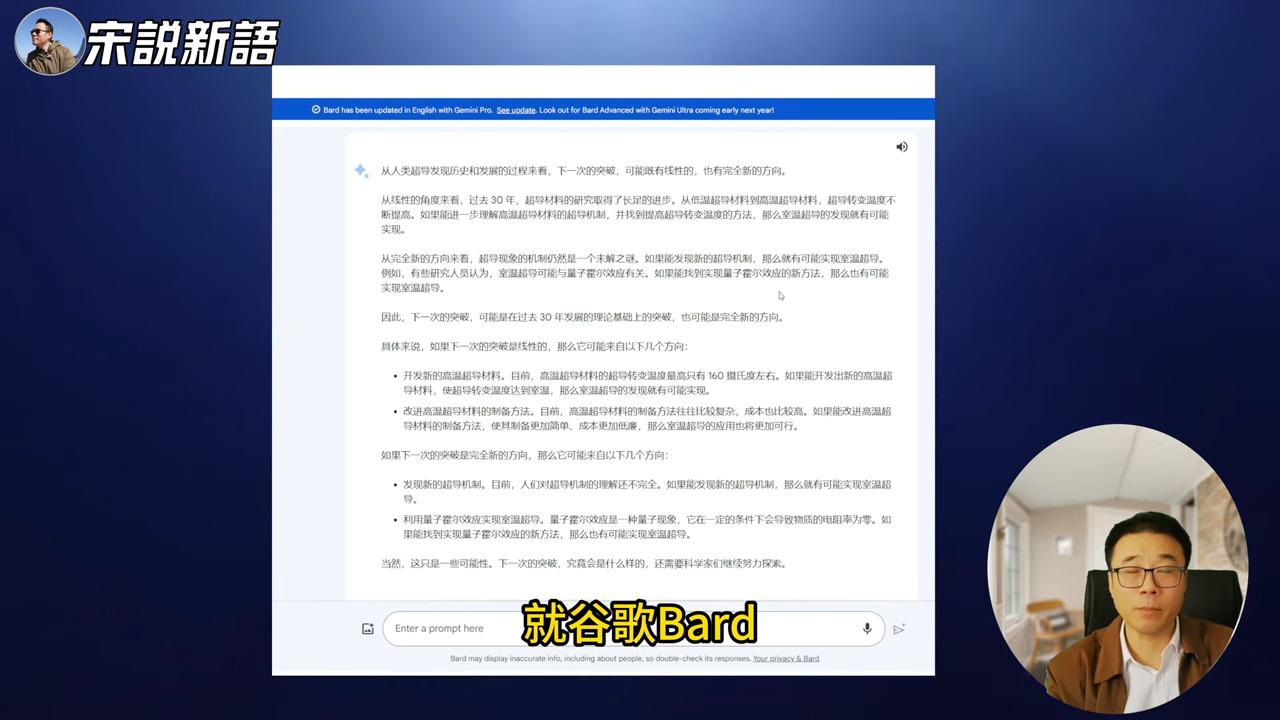 宋説新語
Bard has been updated in English with Gemini Pro. See update. Look out for Bard Advanced with Gemini Ultra coming early next year!
从人类超导发现历史和发展的过程来看，下一次的突破，可能既有线性的，也有完全新的方向。
从线性的角度来看，过去 30 年，超导材料的研究取得了长足的进步。从低温超导材料到高温超导材料，超导转变温度不
断提高。如果能进一步理解高温超导材料的超导机制，并找到提高超导转变温度的方法，那么室温超导的发现就有可能
实现。
从完全新的方向来看，超导现象的机制仍然是一个未解之谜。如果能发现新的超导机制，那么就有可能实现室温超导。
例如，有些研究人员认为，室温超导可能与量子霍尔效应有关。如果能找到实现量子霍尔效应的新方法，那么也有可能
实现室温超导。
因此，下一次的突破，可能是在过去 30 年发展的理论基础上的突破，也可能是完全新的方向。
具体来说，如果下一次的突破是线性的，那么它可能来自以下几个方向：
• 开发新的高温超导材料。目前，高温超导材料的超导转变温度最高只有 160 摄氏度左右。如果能开发出新的高温超
导材料，使超导转变温度达到室温，那么室温超导的发现就有可能实现。
• 改进高温超导材料的制备方法。目前，高温超导材料的制备方法往往比较复杂，成本也比较高。如果能改进高温超
导材料的制备方法，使其制备更加简单、成本更加低廉，那么室温超导的应用也将更加可行。
如果下一次的突破是完全新的方向，那么它可能来自以下几个方向：
• 发现新的超导机制。目前，人们对超导机制的理解还不完全。如果能发现新的超导机制，那么就有可能实现室温超
导。
• 利用量子霍尔效应实现室温超导。量子霍尔效应是一种量子现象，它在一定的条件下会导致物质的电阻率为零。如
果能找到实现量子霍尔效应的新方法，那么也有可能实现室温超导。
当然，这只是一些可能性。下一次的突破，究竟会是什么样的，还需要科学家们继续努力探索。
Enter a prompt here
就谷歌Bard
Bard may display inaccurate info, including about people, so double-check its responses. Your privacy & Bard